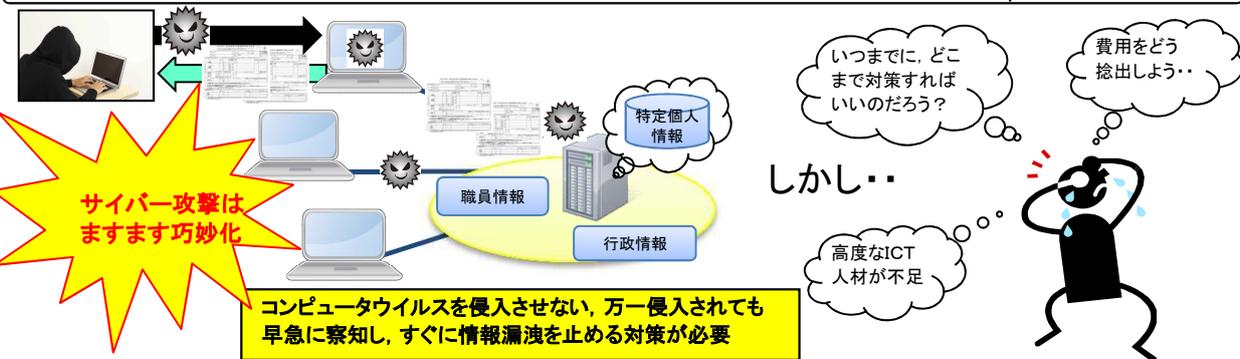 サイバー攻撃は
ますます巧妙化
特定個人
情報
職員情報
行政情報
コンピュータウイルスを侵入させない，万一侵入されても
早急に察知し，すぐに情報漏洩を止める対策が必要
しかし・・
いつまでに，どこ
まで対策すれば
いいのだろう？
費用をどう
捻出しよう・・
高度なICT
人材が不足